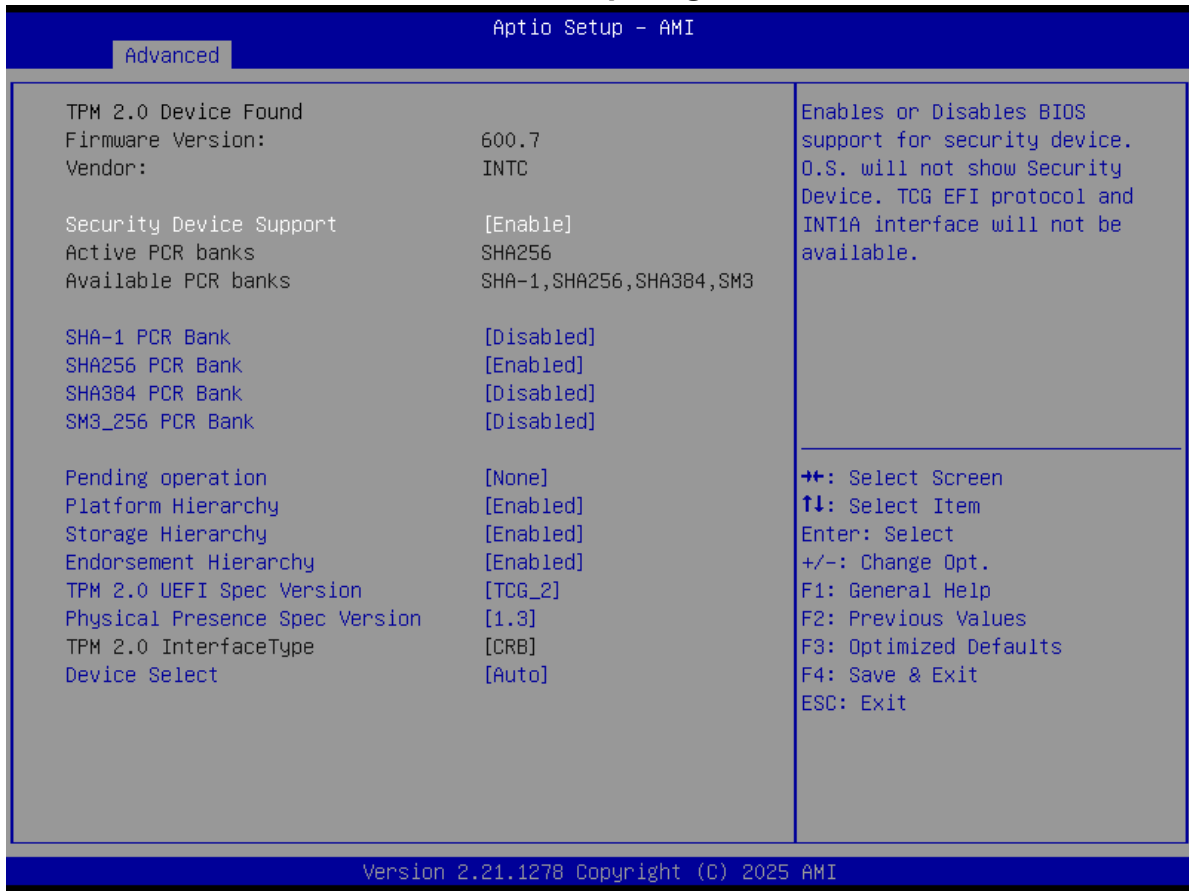 Aptio Setup – AMI
Advanced
TPM 2.0 Device Found
Firmware Version: 600.7
Vendor: INTC
Security Device Support [Enable]
Active PCR banks SHA256
Available PCR banks SHA-1,SHA256,SHA384,SM3
SHA-1 PCR Bank [Disabled]
SHA256 PCR Bank [Enabled]
SHA384 PCR Bank [Disabled]
SM3_256 PCR Bank [Disabled]
Pending operation [None]
Platform Hierarchy [Enabled]
Storage Hierarchy [Enabled]
Endorsement Hierarchy [Enabled]
TPM 2.0 UEFI Spec Version [TCG_2]
Physical Presence Spec Version [1.3]
TPM 2.0 InterfaceType [CRB]
Device Select [Auto]
Enables or Disables BIOS
support for security device.
O.S. will not show Security
Device. TCG EFI protocol and
INT1A interface will not be
available.
→←: Select Screen
↑↓: Select Item
Enter: Select
+/-: Change Opt.
F1: General Help
F2: Previous Values
F3: Optimized Defaults
F4: Save & Exit
ESC: Exit
Version 2.21.1278 Copyright (C) 2025 AMI